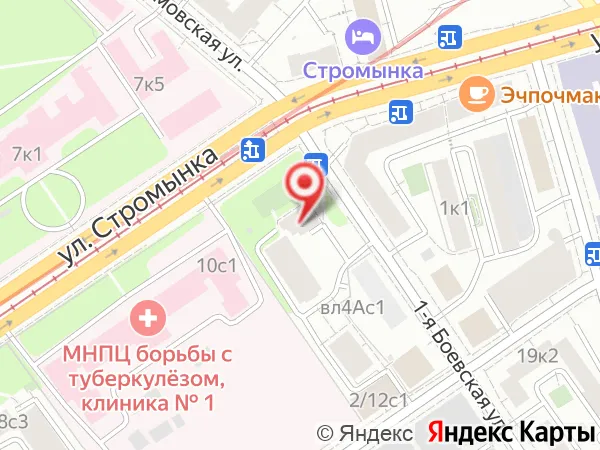 мовская ул.
7к5
Стромынка
Эчпочмак
7к1
ул. Стромынка
1к1
10с1
МНПЦ борьбы с
туберкулёзом,
клиника № 1
вл4Ас1
1-я Боевская ул.
19к2
2/12с1
8с3
© Яндекс Яндекс Карты